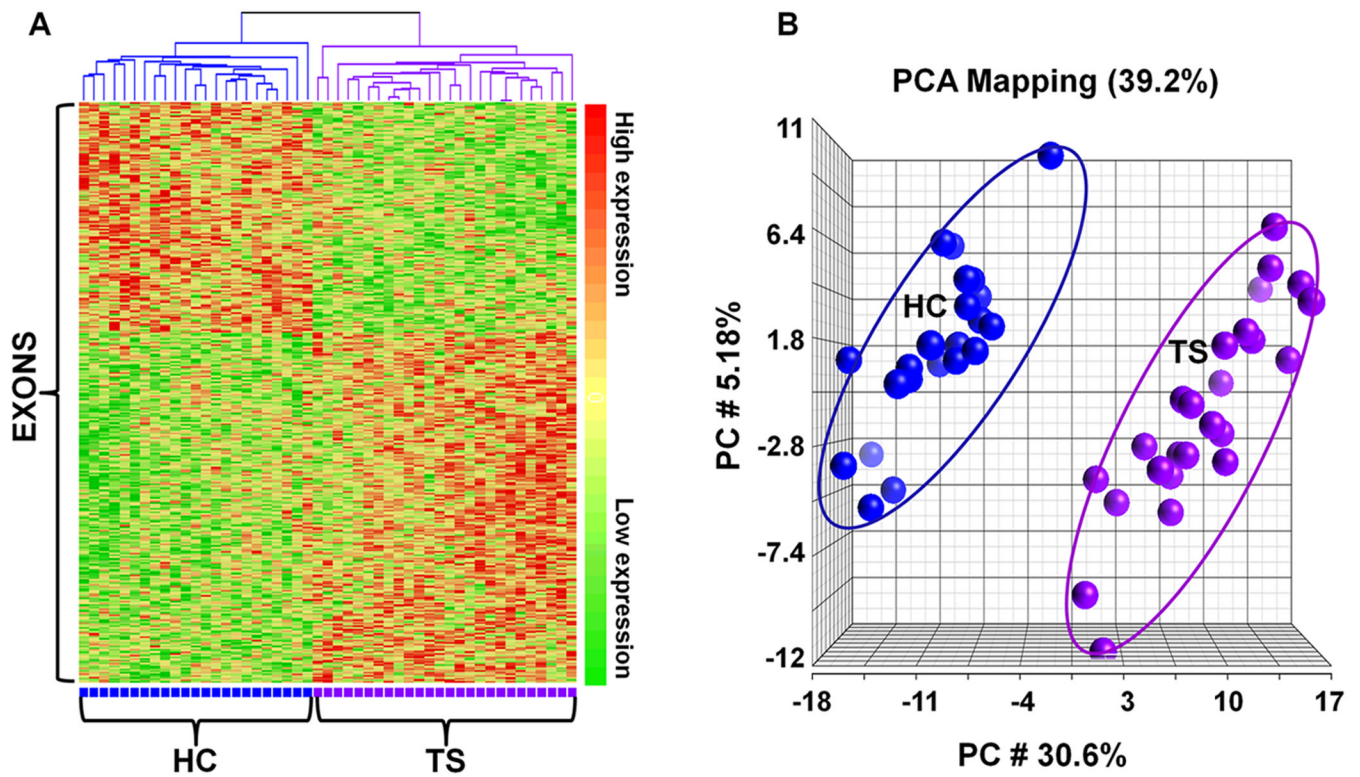 A
EXONS
High expression
Low expression
HC
TS
B
PCA Mapping (39.2%)
PC # 5.18%
11
6.4
1.8
-2.8
-7.4
-12
HC
TS
-18
-11
-4
3
10
17
PC # 30.6%